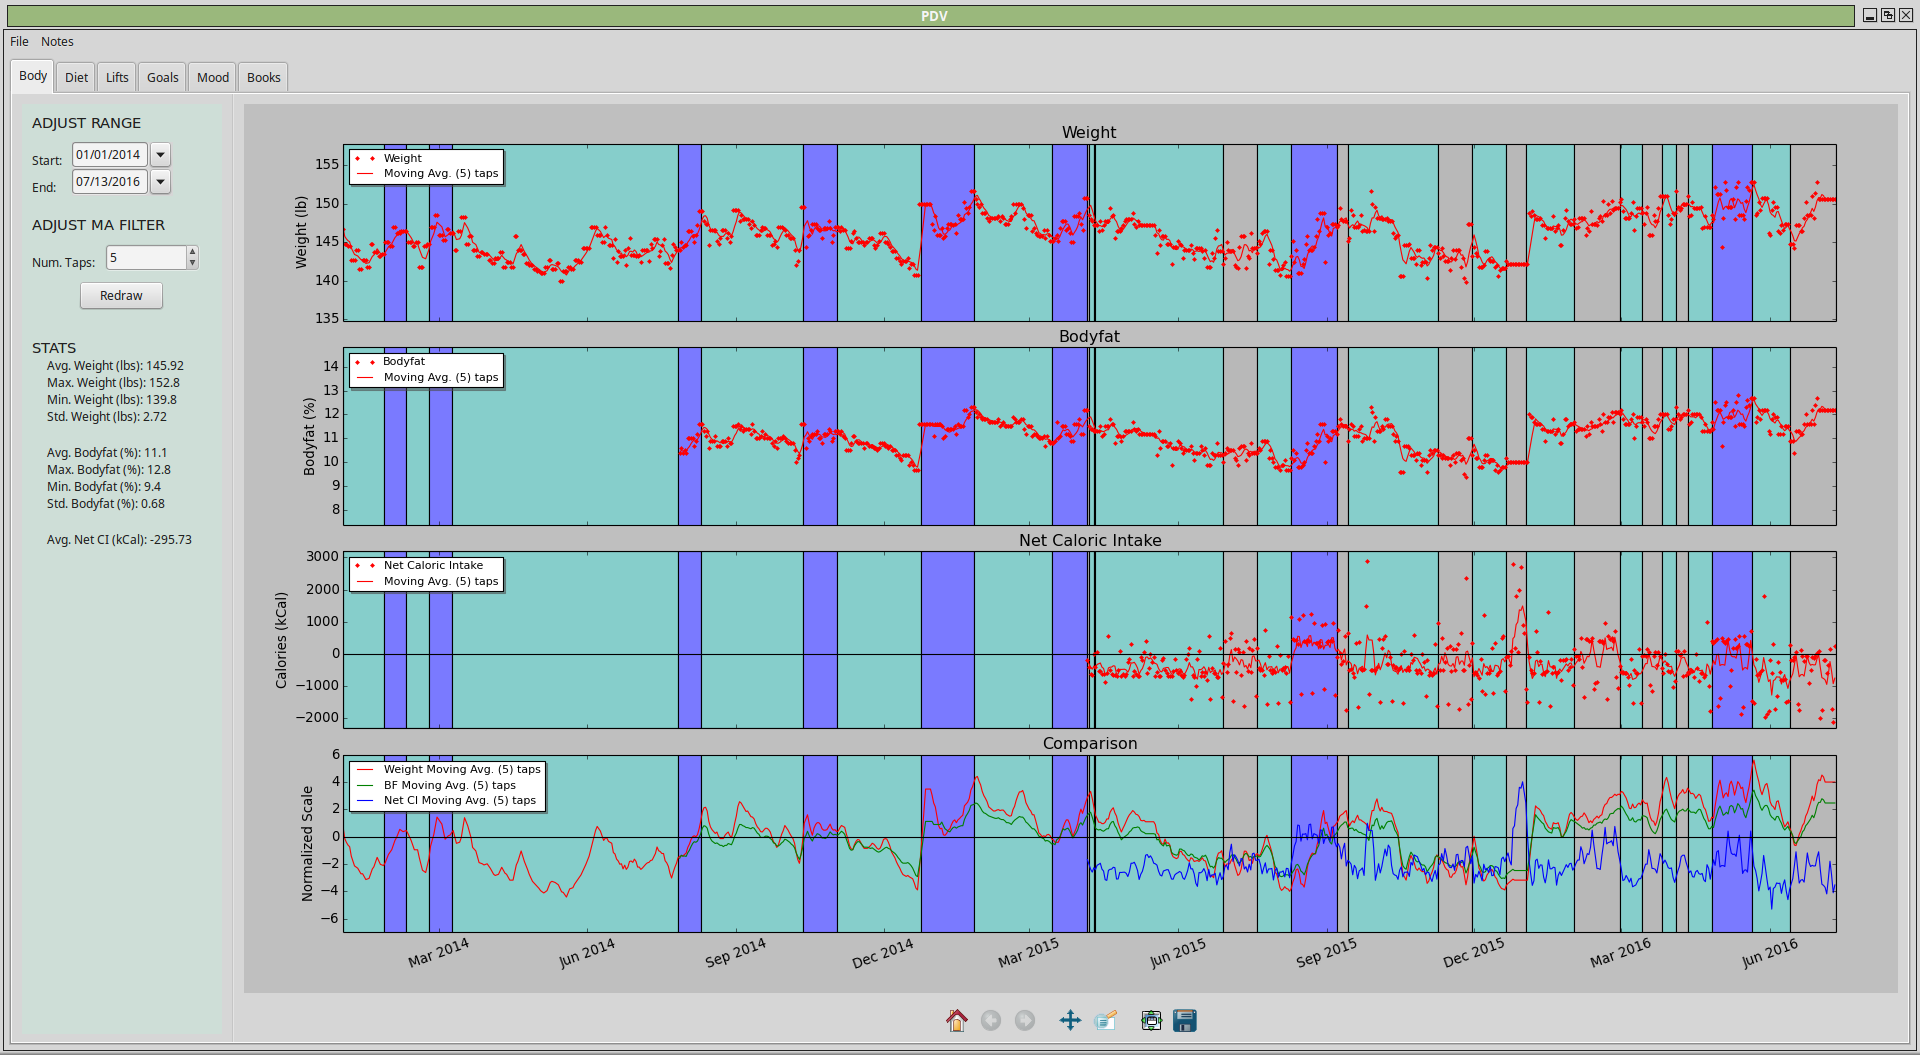 PDV
File Notes
Body Diet Lifts Goals Mood Books
ADJUST RANGE
Start: 01/01/2014
End: 07/13/2016
ADJUST MA FILTER
Num. Taps: 5
Redraw
STATS
Avg. Weight (lbs): 145.92
Max. Weight (lbs): 152.8
Min. Weight (lbs): 139.8
Std. Weight (lbs): 2.72
Avg. Bodyfat (%): 11.1
Max. Bodyfat (%): 12.8
Min. Bodyfat (%): 9.4
Std. Bodyfat (%): 0.68
Avg. Net CI (kCal): -295.73
Weight
Weight (lb)
155
150
145
140
135
Weight
Moving Avg. (5) taps
Bodyfat
Bodyfat (%)
14
13
12
11
10
9
8
Bodyfat
Moving Avg. (5) taps
Net Caloric Intake
Calories (kCal)
3000
2000
1000
0
−1000
−2000
Net Caloric Intake
Moving Avg. (5) taps
Comparison
Normalized Scale
6
4
2
0
−2
−4
−6
Weight Moving Avg. (5) taps
BF Moving Avg. (5) taps
Net CI Moving Avg. (5) taps
Mar 2014 Jun 2014 Sep 2014 Dec 2014 Mar 2015 Jun 2015 Sep 2015 Dec 2015 Mar 2016 Jun 2016